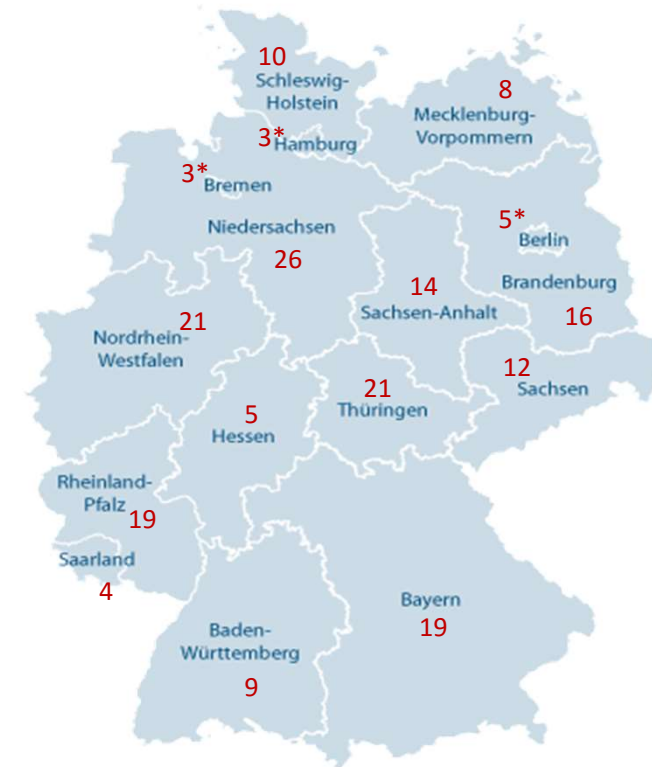 10
Schleswig-
Holstein
8
Mecklenburg-
Vorpommern
3*
Hamburg
3*
Bremen
Niedersachsen
26
5*
Berlin
Brandenburg
16
14
Sachsen-Anhalt
21
Nordrhein-
Westfalen
12
Sachsen
21
Thüringen
5
Hessen
Rheinland-
Pfalz
19
Saarland
4
Bayern
19
Baden-
Württemberg
9